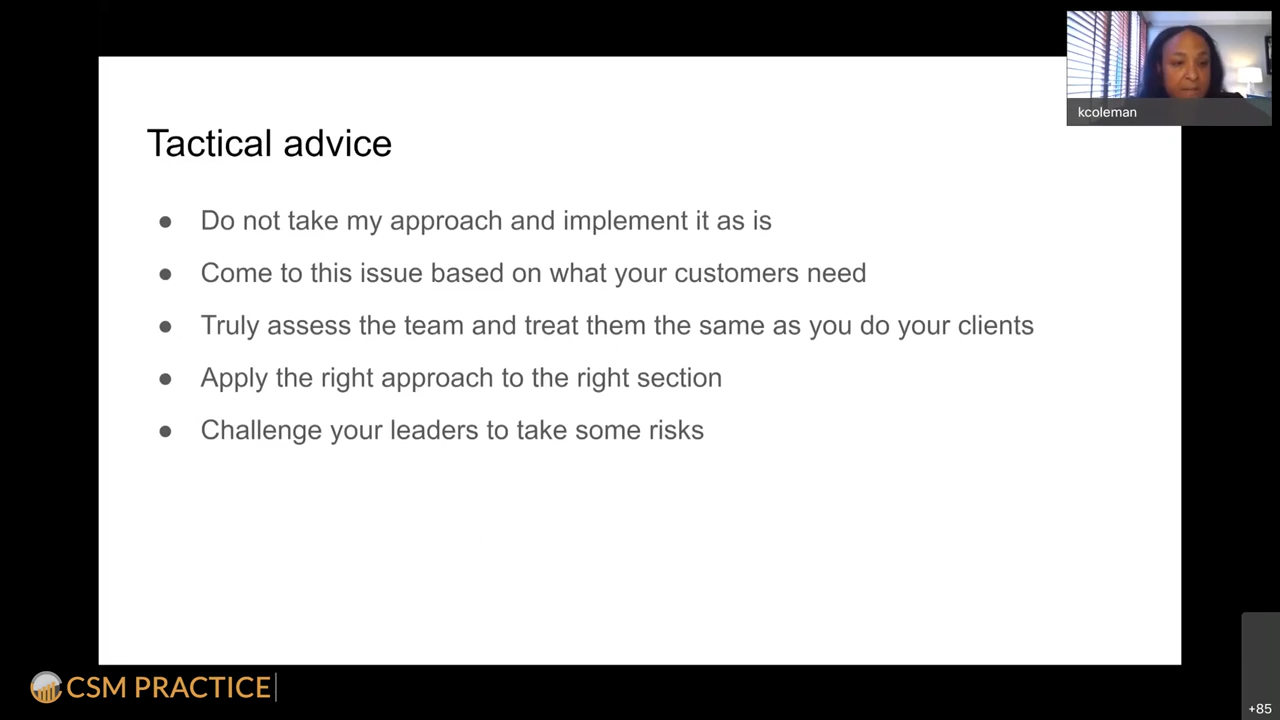 kcoleman
Tactical advice
● Do not take my approach and implement it as is
● Come to this issue based on what your customers need
● Truly assess the team and treat them the same as you do your clients
● Apply the right approach to the right section
● Challenge your leaders to take some risks
CSM PRACTICE
+85